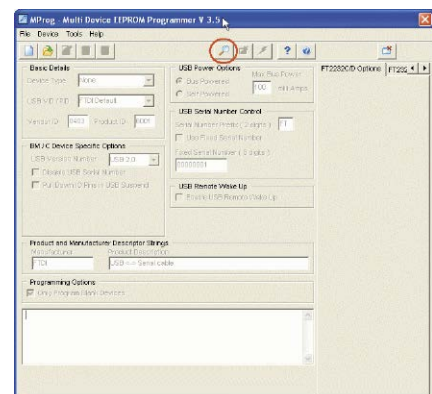 MProg - Multi Device EEPROM Programmer V 3.5
File Device Tools Help
Basic Details
Device Type None
USB VID / PID FTDI Default
Vendor ID 0403 Product ID 6001
BM / C Device Specific Options
USB Version Number USB 2.0
Disable USB Serial Number
Pull Down IO Pins in USB Suspend
USB Power Options
Bus Powered
Self Powered
Max Bus Power
100 milli Amps
USB Serial Number Control
Serial Number Prefix ( 2 digits ) FT
Use Fixed Serial Number
Fixed Serial Number ( 8 digits )
00000001
USB Remote Wake Up
Enable USB Remote Wake Up
FT2232C/D Options
Product and Manufacturer Descriptor Strings
Manufacturer Product Description
FTDI USB <-> Serial cable
Programming Options
Only Program Blank Devices